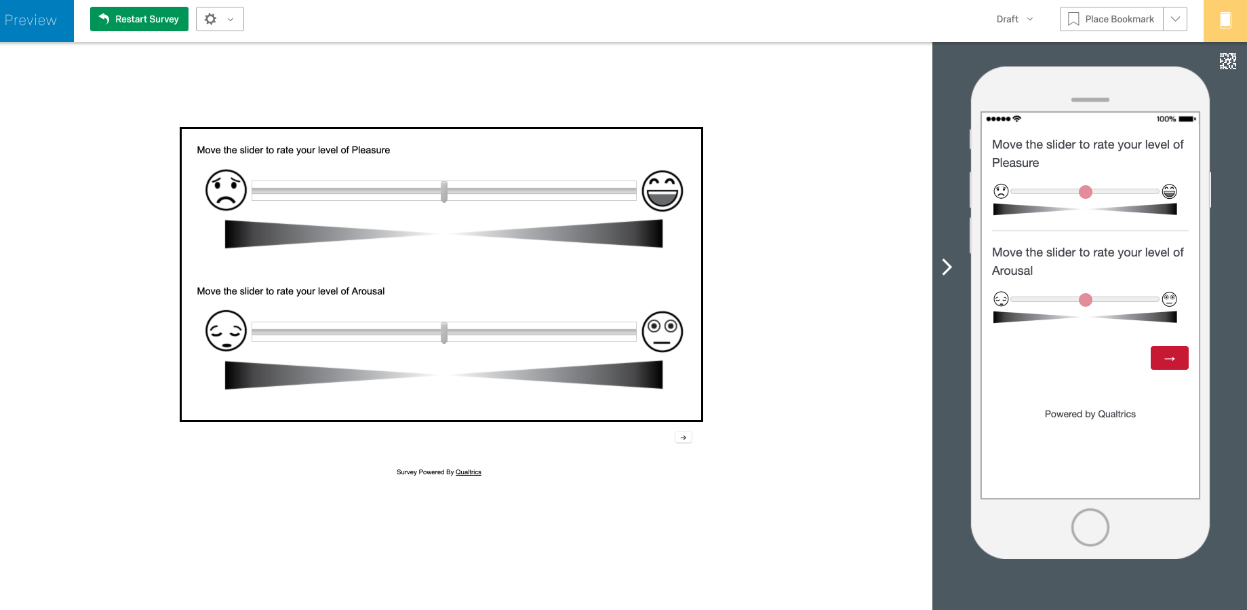 Preview
Restart Survey
Draft
Place Bookmark
Move the slider to rate your level of Pleasure
Move the slider to rate your level of Arousal
→
Survey Powered By Qualtrics
100%
Move the slider to rate your level of
Pleasure
Move the slider to rate your level of
Arousal
→
Powered by Qualtrics